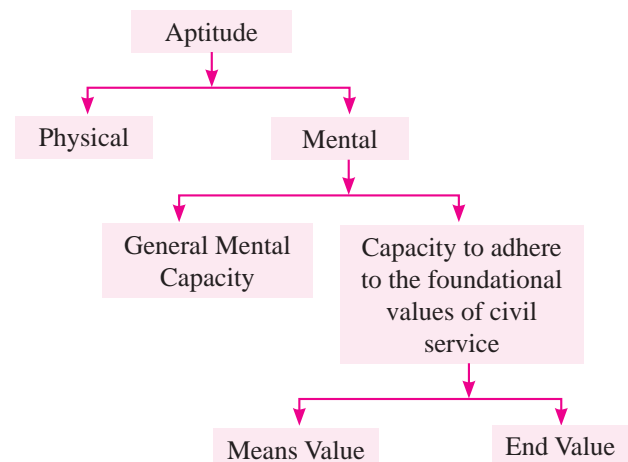 Aptitude
Physical
Mental
General Mental
Capacity
Capacity to adhere
to the foundational
values of civil
service
Means Value
End Value